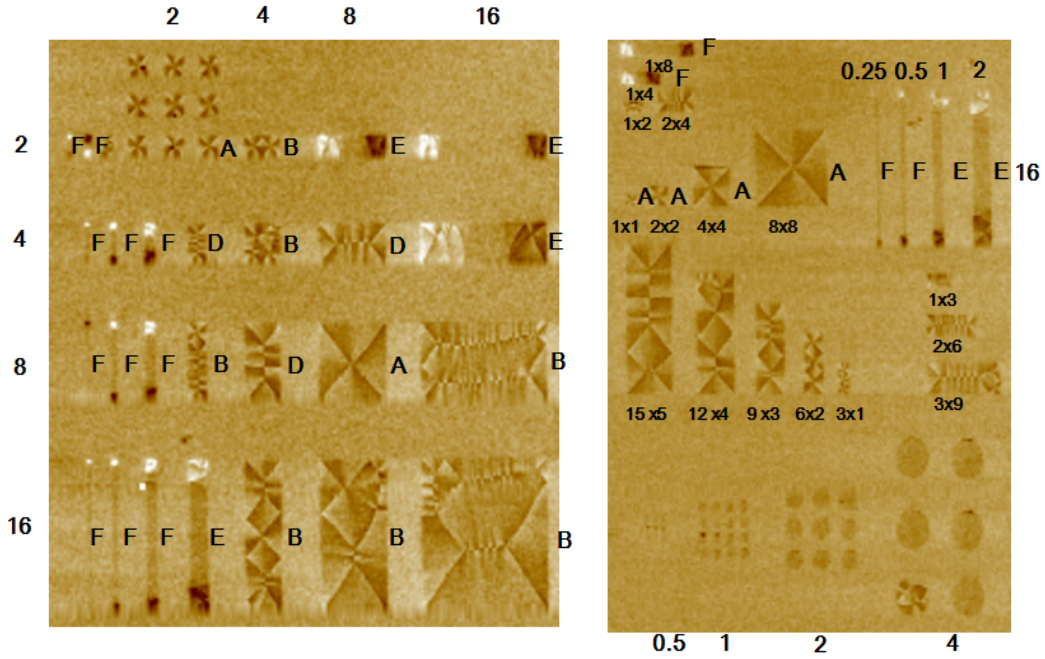 2 4 8 16
2 F F A B E E
4 F F F D B D E
8 F F F B D A B
16 F F F E B B B
F
1x8
F
1x4
1x2 2x4
0.25 0.5 1 2
A A A A F F E E 16
1x1 2x2 4x4 8x8
1x3
2x6
15 x5 12 x4 9 x3 6x2 3x1 3x9
0.5 1 2 4